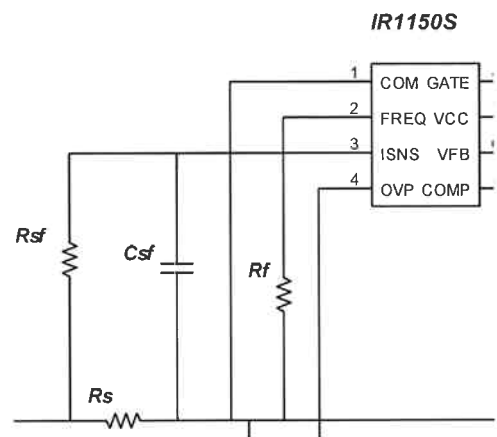 IR1150S
1 COM GATE
2 FREQ VCC
3 ISNS VFB
4 OVP COMP
Rsf
Csf
Rf
Rs